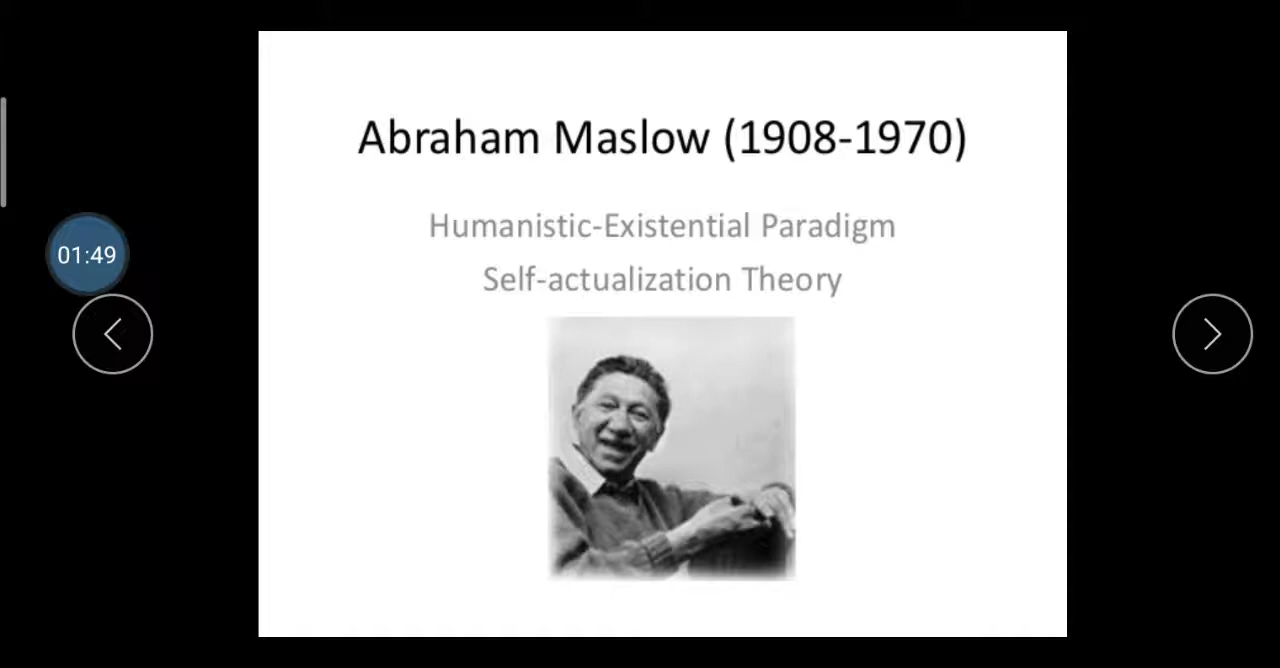 Abraham Maslow (1908-1970)
Humanistic-Existential Paradigm
Self-actualization Theory
01:49